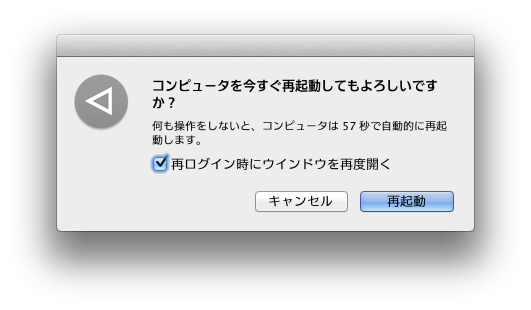 コンピュータを今すぐ再起動してもよろしいです
か？
何も操作をしないと、コンピュータは 57 秒で自動的に再起
動します。
再ログイン時にウインドウを再度開く
キャンセル
再起動